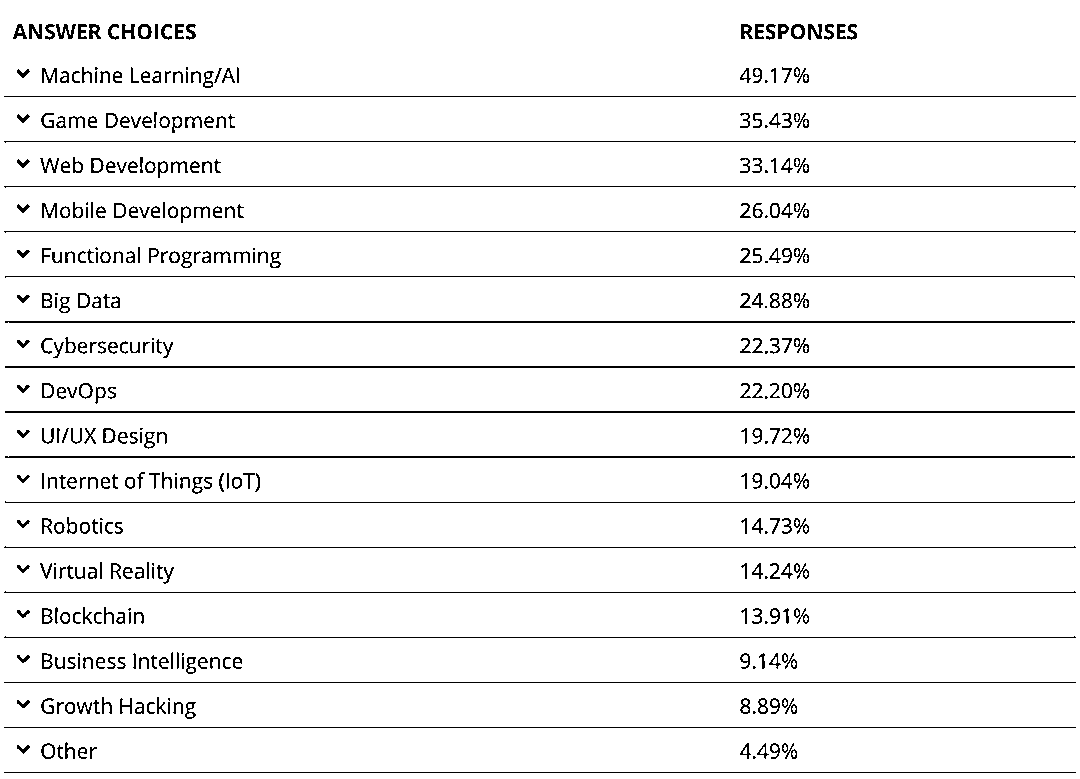 ANSWER CHOICES RESPONSES
Machine Learning/AI 49.17%
Game Development 35.43%
Web Development 33.14%
Mobile Development 26.04%
Functional Programming 25.49%
Big Data 24.88%
Cybersecurity 22.37%
DevOps 22.20%
UI/UX Design 19.72%
Internet of Things (IoT) 19.04%
Robotics 14.73%
Virtual Reality 14.24%
Blockchain 13.91%
Business Intelligence 9.14%
Growth Hacking 8.89%
Other 4.49%